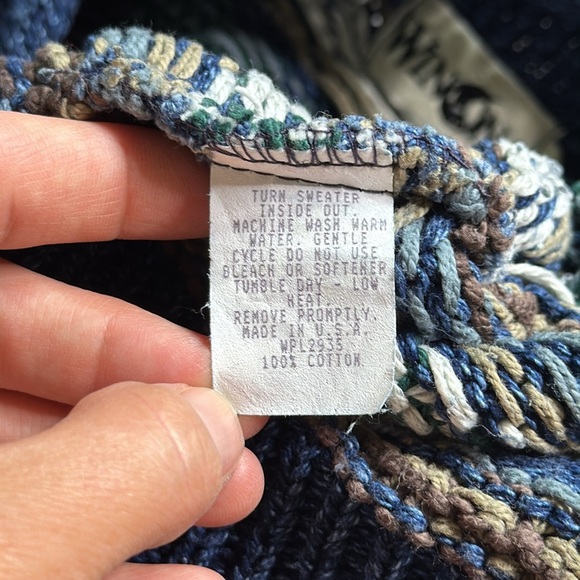 TURN SWEATER
INSIDE OUT.
MACHINE WASH WARM
WATER. GENTLE
CYCLE DO NOT USE
BLEACH OR SOFTENER
TUMBLE DAY - LOW
HEAT.
REMOVE PROMPTLY.
MADE IN U.S.A.
WPL2935
100% COTTON